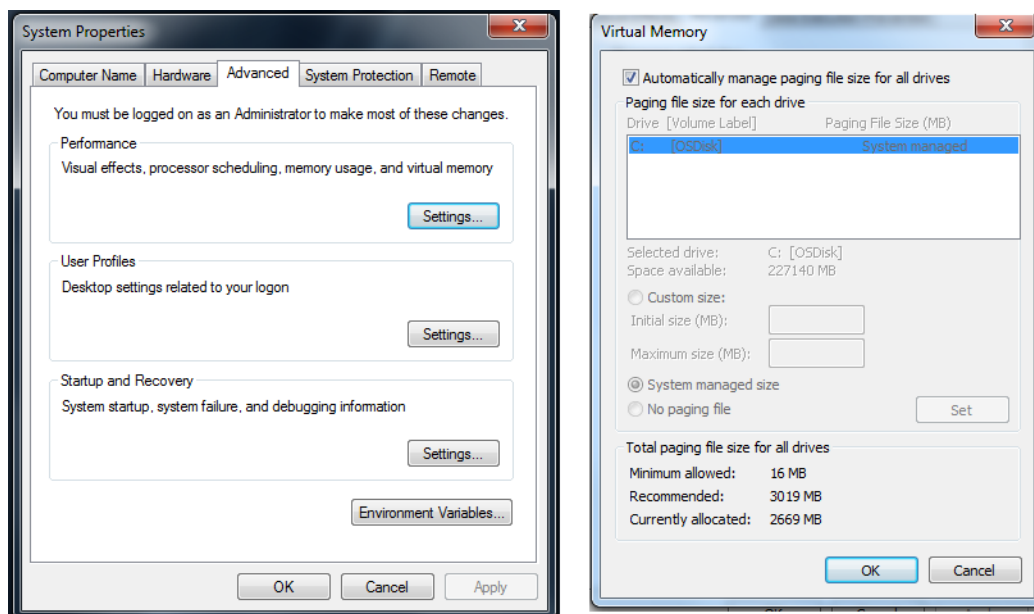 System Properties
Computer Name Hardware Advanced System Protection Remote
You must be logged on as an Administrator to make most of these changes.
Performance
Visual effects, processor scheduling, memory usage, and virtual memory
Settings...
User Profiles
Desktop settings related to your logon
Settings...
Startup and Recovery
System startup, system failure, and debugging information
Settings...
Environment Variables...
OK Cancel Apply
Virtual Memory
Automatically manage paging file size for all drives
Paging file size for each drive
Drive [Volume Label] Paging File Size (MB)
C: [OSDisk] System managed
Selected drive: C: [OSDisk]
Space available: 227140 MB
Custom size:
Initial size (MB):
Maximum size (MB):
System managed size
No paging file Set
Total paging file size for all drives
Minimum allowed: 16 MB
Recommended: 3019 MB
Currently allocated: 2669 MB
OK Cancel